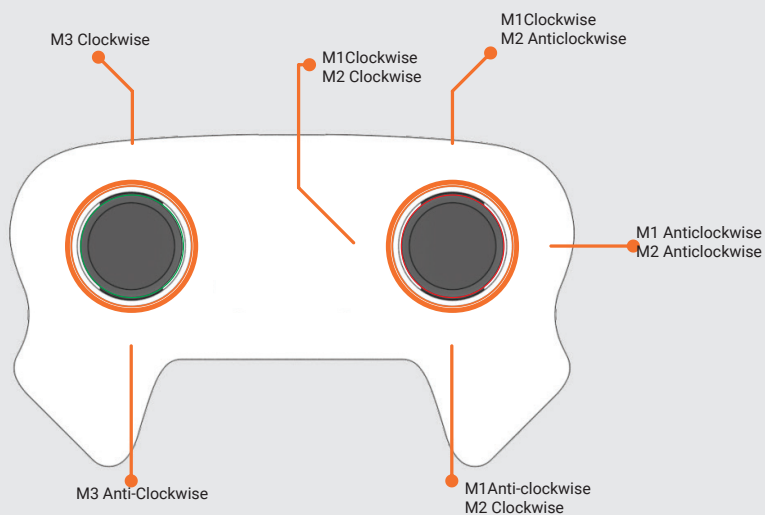 M1Clockwise
M2 Anticlockwise
M3 Clockwise
M1Clockwise
M2 Clockwise
M1 Anticlockwise
M2 Anticlockwise
M3 Anti-Clockwise
M1Anti-clockwise
M2 Clockwise